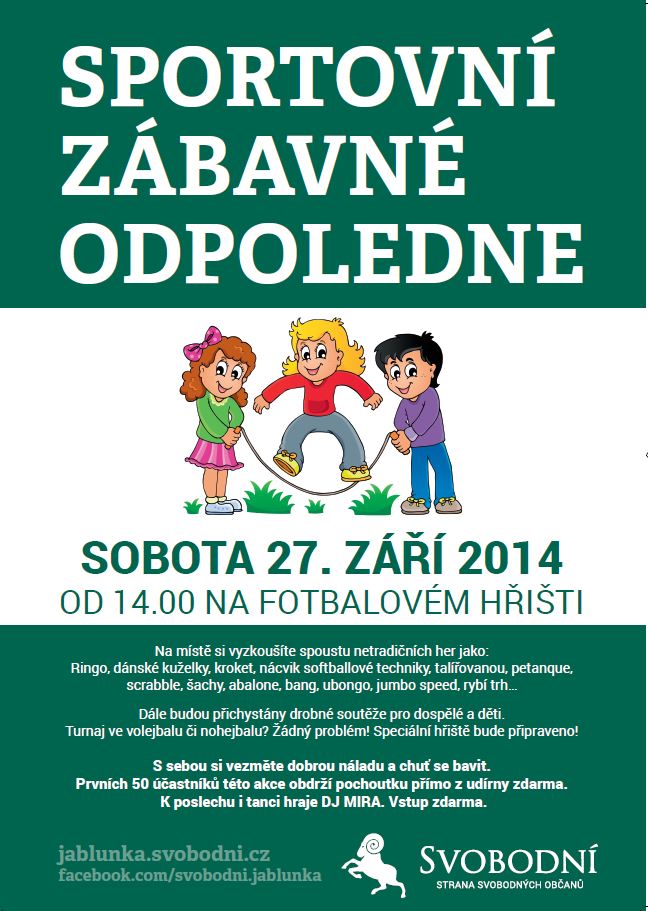 SPORTOVNÍ
ZÁBAVNÉ
ODPOLEDNE
SOBOTA 27. ZÁŘÍ 2014
OD 14.00 NA FOTBALOVÉM HŘIŠTI
Na místě si vyzkoušíte spoustu netradičních her jako:
Ringo, dánské kuželky, kroket, nácvik softballové techniky, talířovanou, petanque,
scrabble, šachy, abalone, bang, ubongo, jumbo speed, rybí trh...
Dále budou přichystány drobné soutěže pro dospělé a děti.
Turnaj ve volejbalu či nohejbalu? Žádný problém! Speciální hřiště bude připraveno!
S sebou si vezměte dobrou náladu a chuť se bavit.
Prvních 50 účastníků této akce obdrží pochoutku přímo z udírny zdarma.
K poslechu i tanci hraje DJ MIRA. Vstup zdarma.
jablunka.svobodni.cz
facebook.com/svobodni.jablunka
SVOBODNÍ
STRANA SVOBODNÝCH OBČANŮ